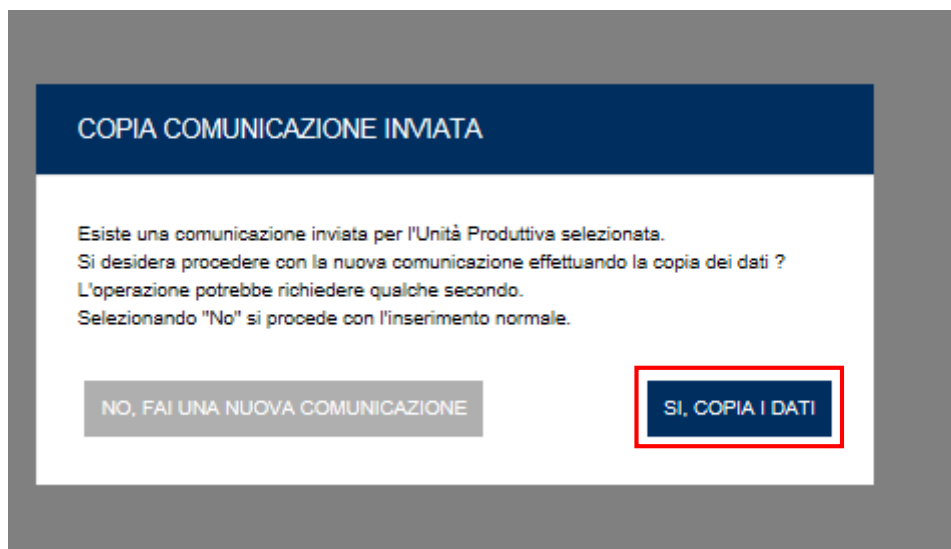 COPIA COMUNICAZIONE INVIATA
Esiste una comunicazione inviata per l'Unità Produttiva selezionata.
Si desidera procedere con la nuova comunicazione effettuando la copia dei dati ?
L'operazione potrebbe richiedere qualche secondo.
Selezionando "No" si procede con l'inserimento normale.
NO, FAI UNA NUOVA COMUNICAZIONE
SI, COPIA I DATI